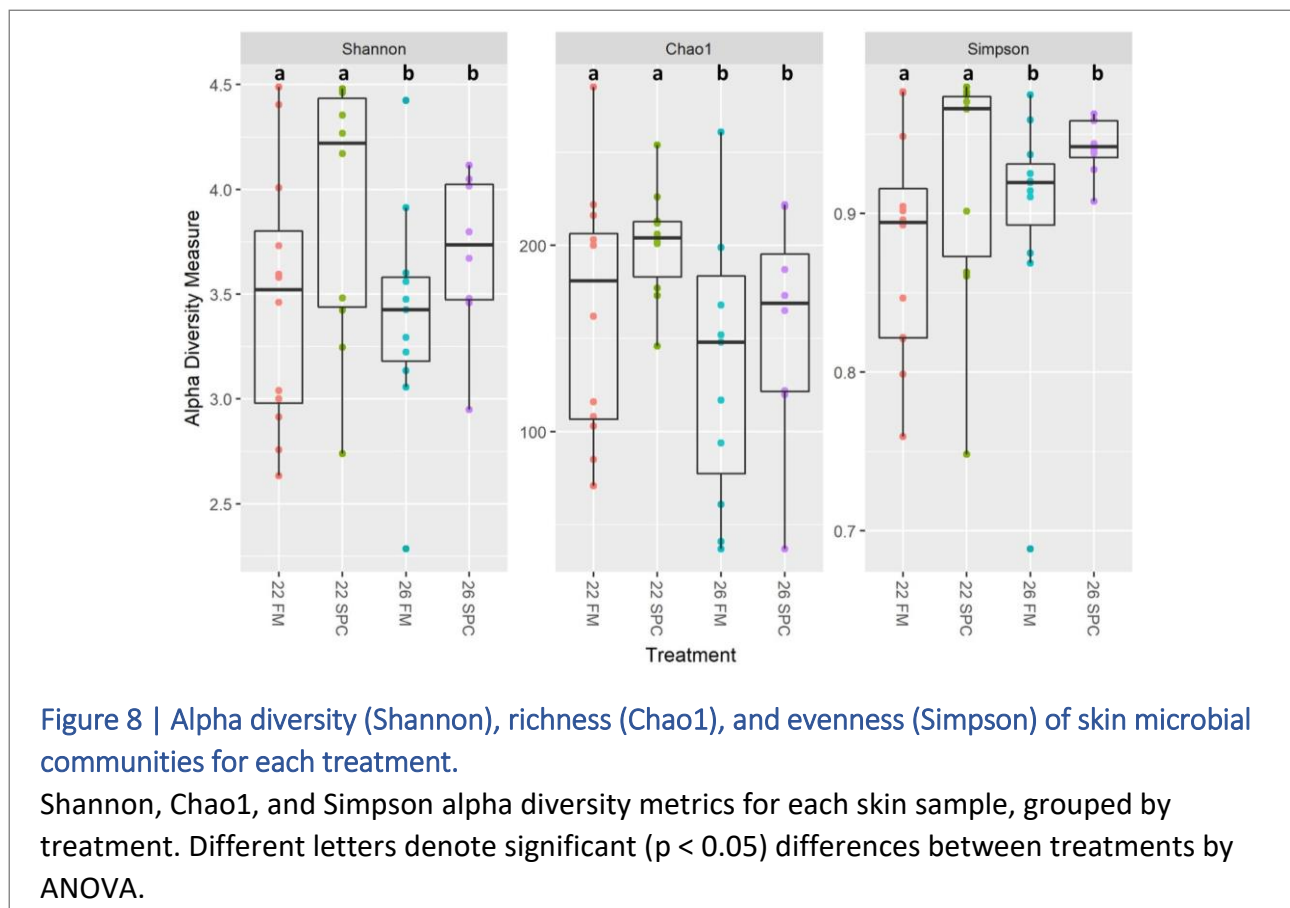 Shannon
Chao1
Simpson
a a b b
a a b b
a a b b
4.5
4.0
3.5
3.0
2.5
200
100
0.9
0.8
0.7
Alpha Diversity Measure
22 FM
22 SPC
26 FM
26 SPC
22 FM
22 SPC
26 FM
26 SPC
22 FM
22 SPC
26 FM
26 SPC
Treatment
Figure 8 | Alpha diversity (Shannon), richness (Chao1), and evenness (Simpson) of skin microbial
communities for each treatment.
Shannon, Chao1, and Simpson alpha diversity metrics for each skin sample, grouped by
treatment. Different letters denote significant (p < 0.05) differences between treatments by
ANOVA.